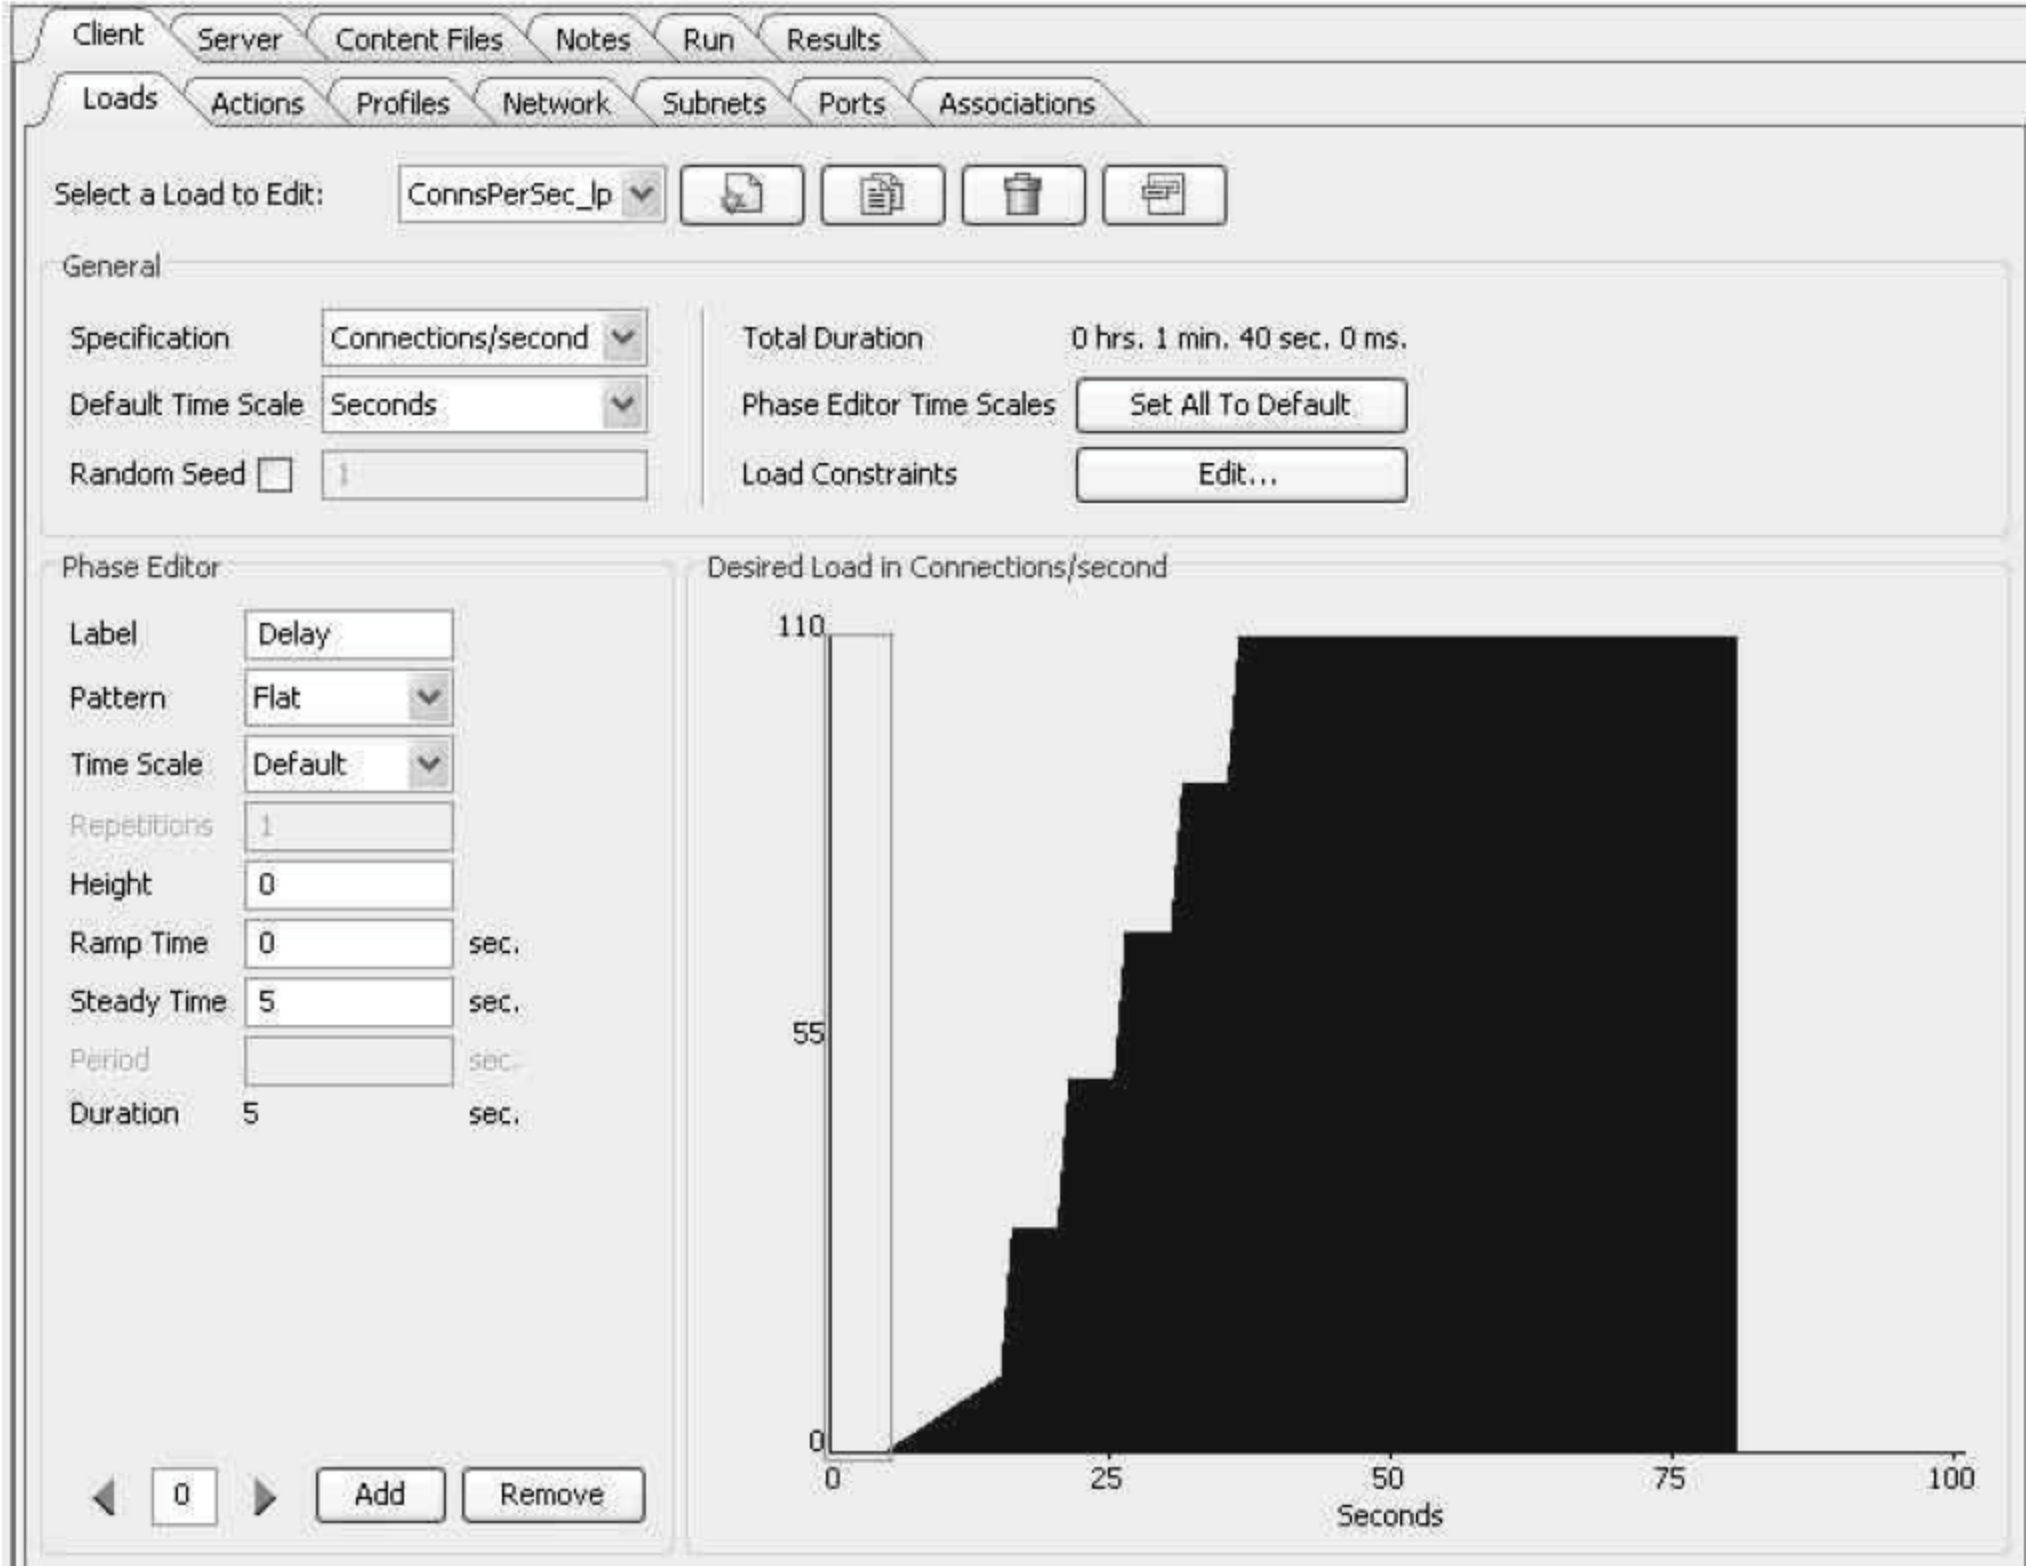 Client Server Content Files Notes Run Results
Loads Actions Profiles Network Subnets Ports Associations
Select a Load to Edit: ConnsPerSec_lp
General
Specification Connections/second Total Duration 0 hrs. 1 min. 40 sec. 0 ms.
Default Time Scale Seconds Phase Editor Time Scales Set All To Default
Random Seed 1 Load Constraints Edit...
Phase Editor
Label Delay
Pattern Flat
Time Scale Default
Repetitions 1
Height 0
Ramp Time 0 sec.
Steady Time 5 sec.
Period sec.
Duration 5 sec.
0 Add Remove
Desired Load in Connections/second
110
55
0
0 25 50 75 100
Seconds